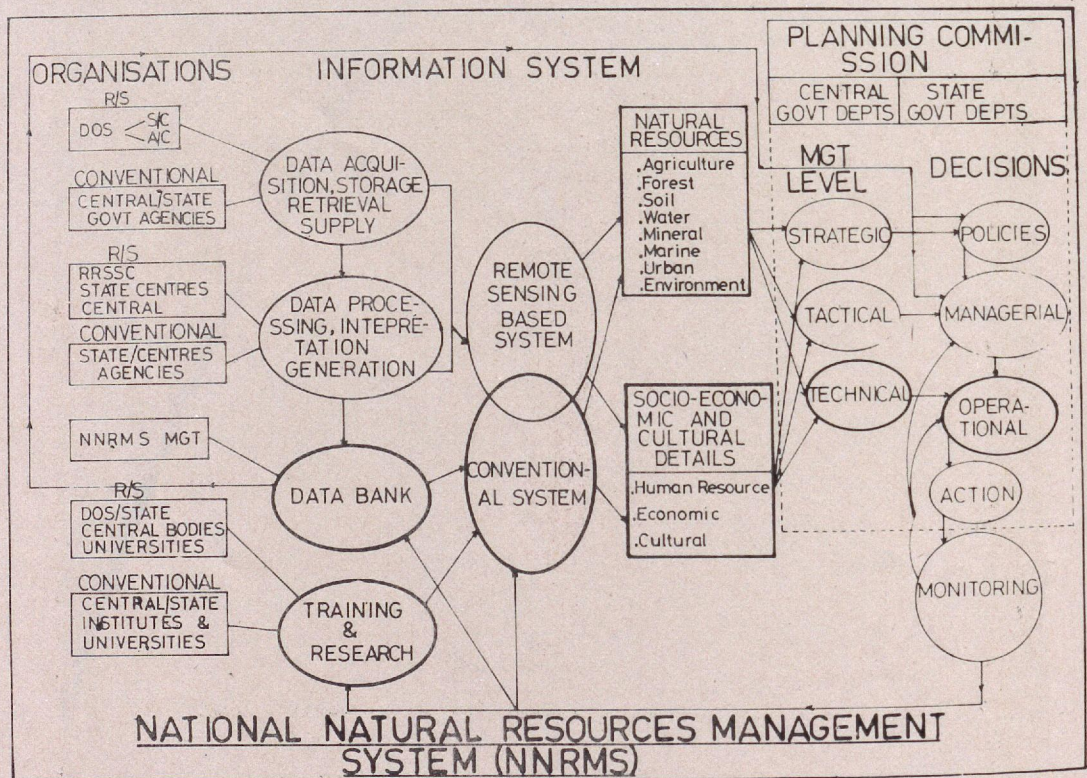 PLANNING COMMI-
SSION
CENTRAL
GOVT DEPTS
STATE
GOVT DEPTS
ORGANISATIONS
INFORMATION SYSTEM
R/S
DOS
S/C
A/C
CONVENTIONAL
CENTRAL/STATE
GOVT AGENCIES
R/S
RRSSC
STATE CENTRES
CENTRAL
CONVENTIONAL
STATE/CENTRES
AGENCIES
NNRMS MGT
R/S
DOS/STATE
CENTRAL BODIES
UNIVERSITIES
CONVENTIONAL
CENTRAL/STATE
INSTITUTES &
UNIVERSITIES
DATA ACQUI-
SITION, STORAGE
RETRIEVAL
SUPPLY
DATA PROCE-
SSING, INTEPRE-
TATION
GENERATION
DATA BANK
TRAINING
&
RESEARCH
REMOTE
SENSING
BASED
SYSTEM
CONVENTION-
AL SYSTEM
NATURAL
RESOURCES
.Agriculture
.Forest
.Soil
.Water
.Mineral
.Marine
.Urban
.Environment
SOCIO-ECONO-
MIC AND
CULTURAL
DETAILS
.Human Resource
.Economic
.Cultural
MGT
LEVEL
STRATEGIC
TACTICAL
TECHNICAL
DECISIONS
POLICIES
MANAGERIAL
OPERA-
TIONAL
ACTION
MONITORING
NATIONAL NATURAL RESOURCES MANAGEMENT
SYSTEM (NNRMS)